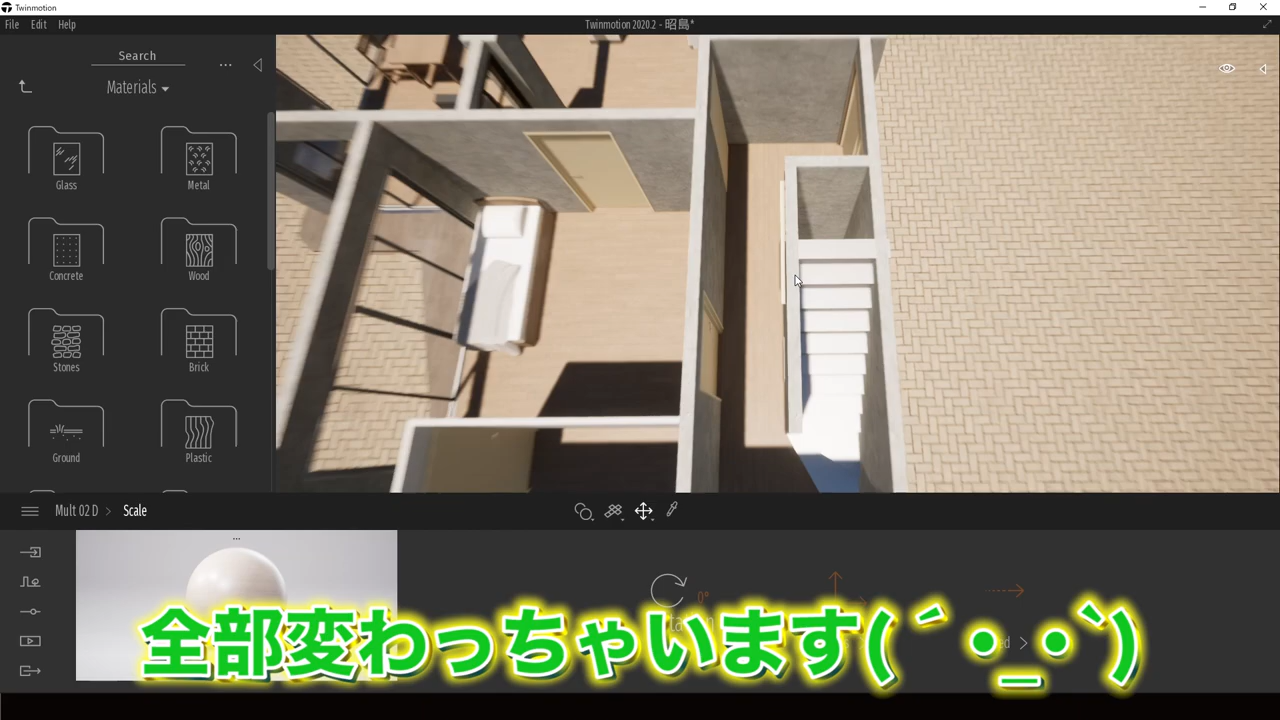 Twinmotion
File Edit Help
Twinmotion 2020.2 - 昭島*
Search
...
Materials
Glass
Metal
Concrete
Wood
Stones
Brick
Ground
Plastic
Mult 02 D > Scale
...
0°
全部変わっちゃいます( ´•_•`)